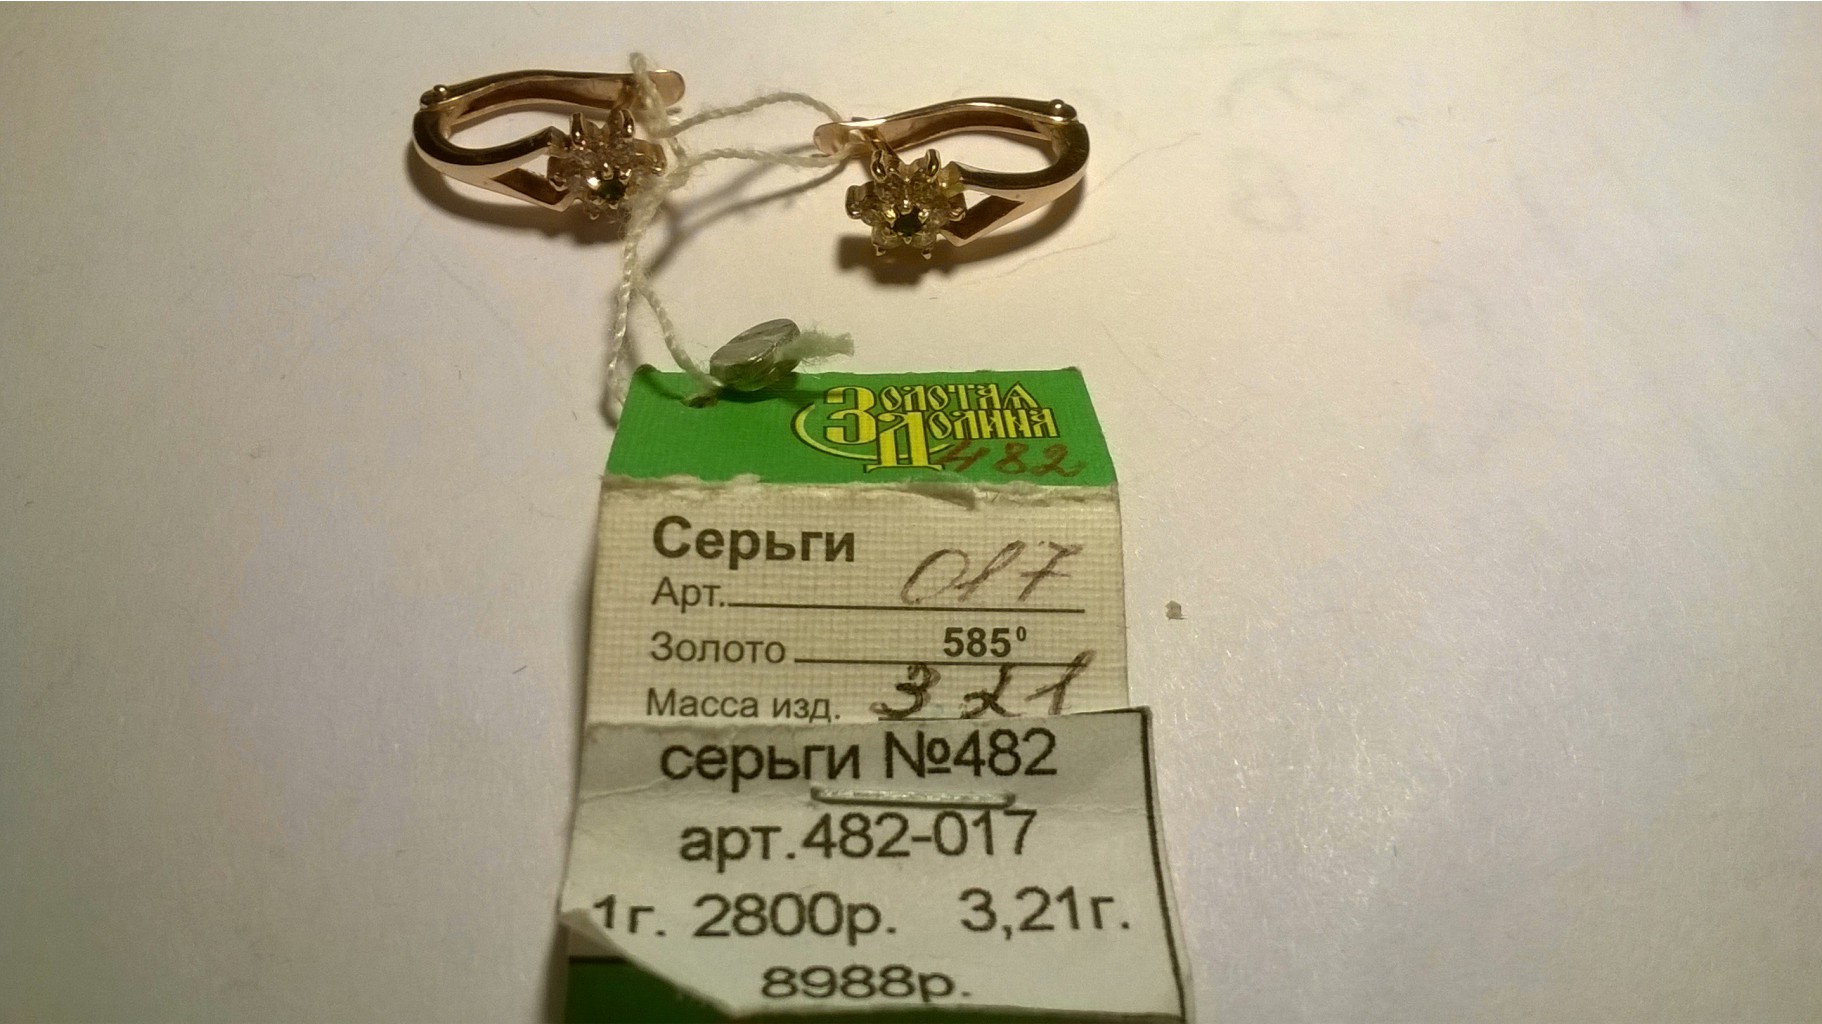 Золотая
Долина
482
Серьги
Арт. 017
Золото 585⁰
Масса изд. 3 21
серьги №482
арт.482-017
1г. 2800р. 3,21г.
8988р.